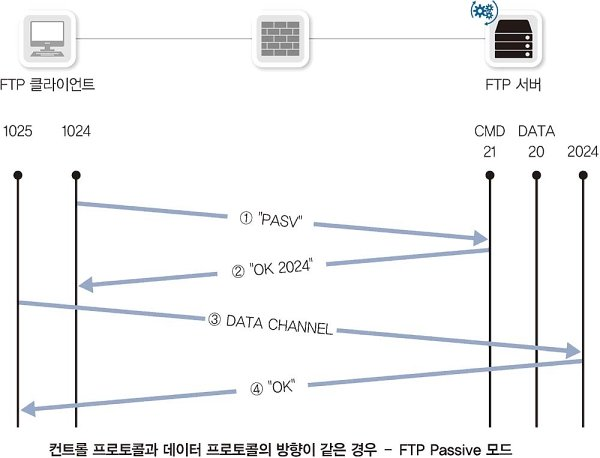 FTP 클라이언트
FTP 서버
1025 1024 CMD DATA
21 20 2024
① "PASV"
② "OK 2024"
③ DATA CHANNEL
④ "OK"
컨트롤 프로토콜과 데이터 프로토콜의 방향이 같은 경우 - FTP Passive 모드